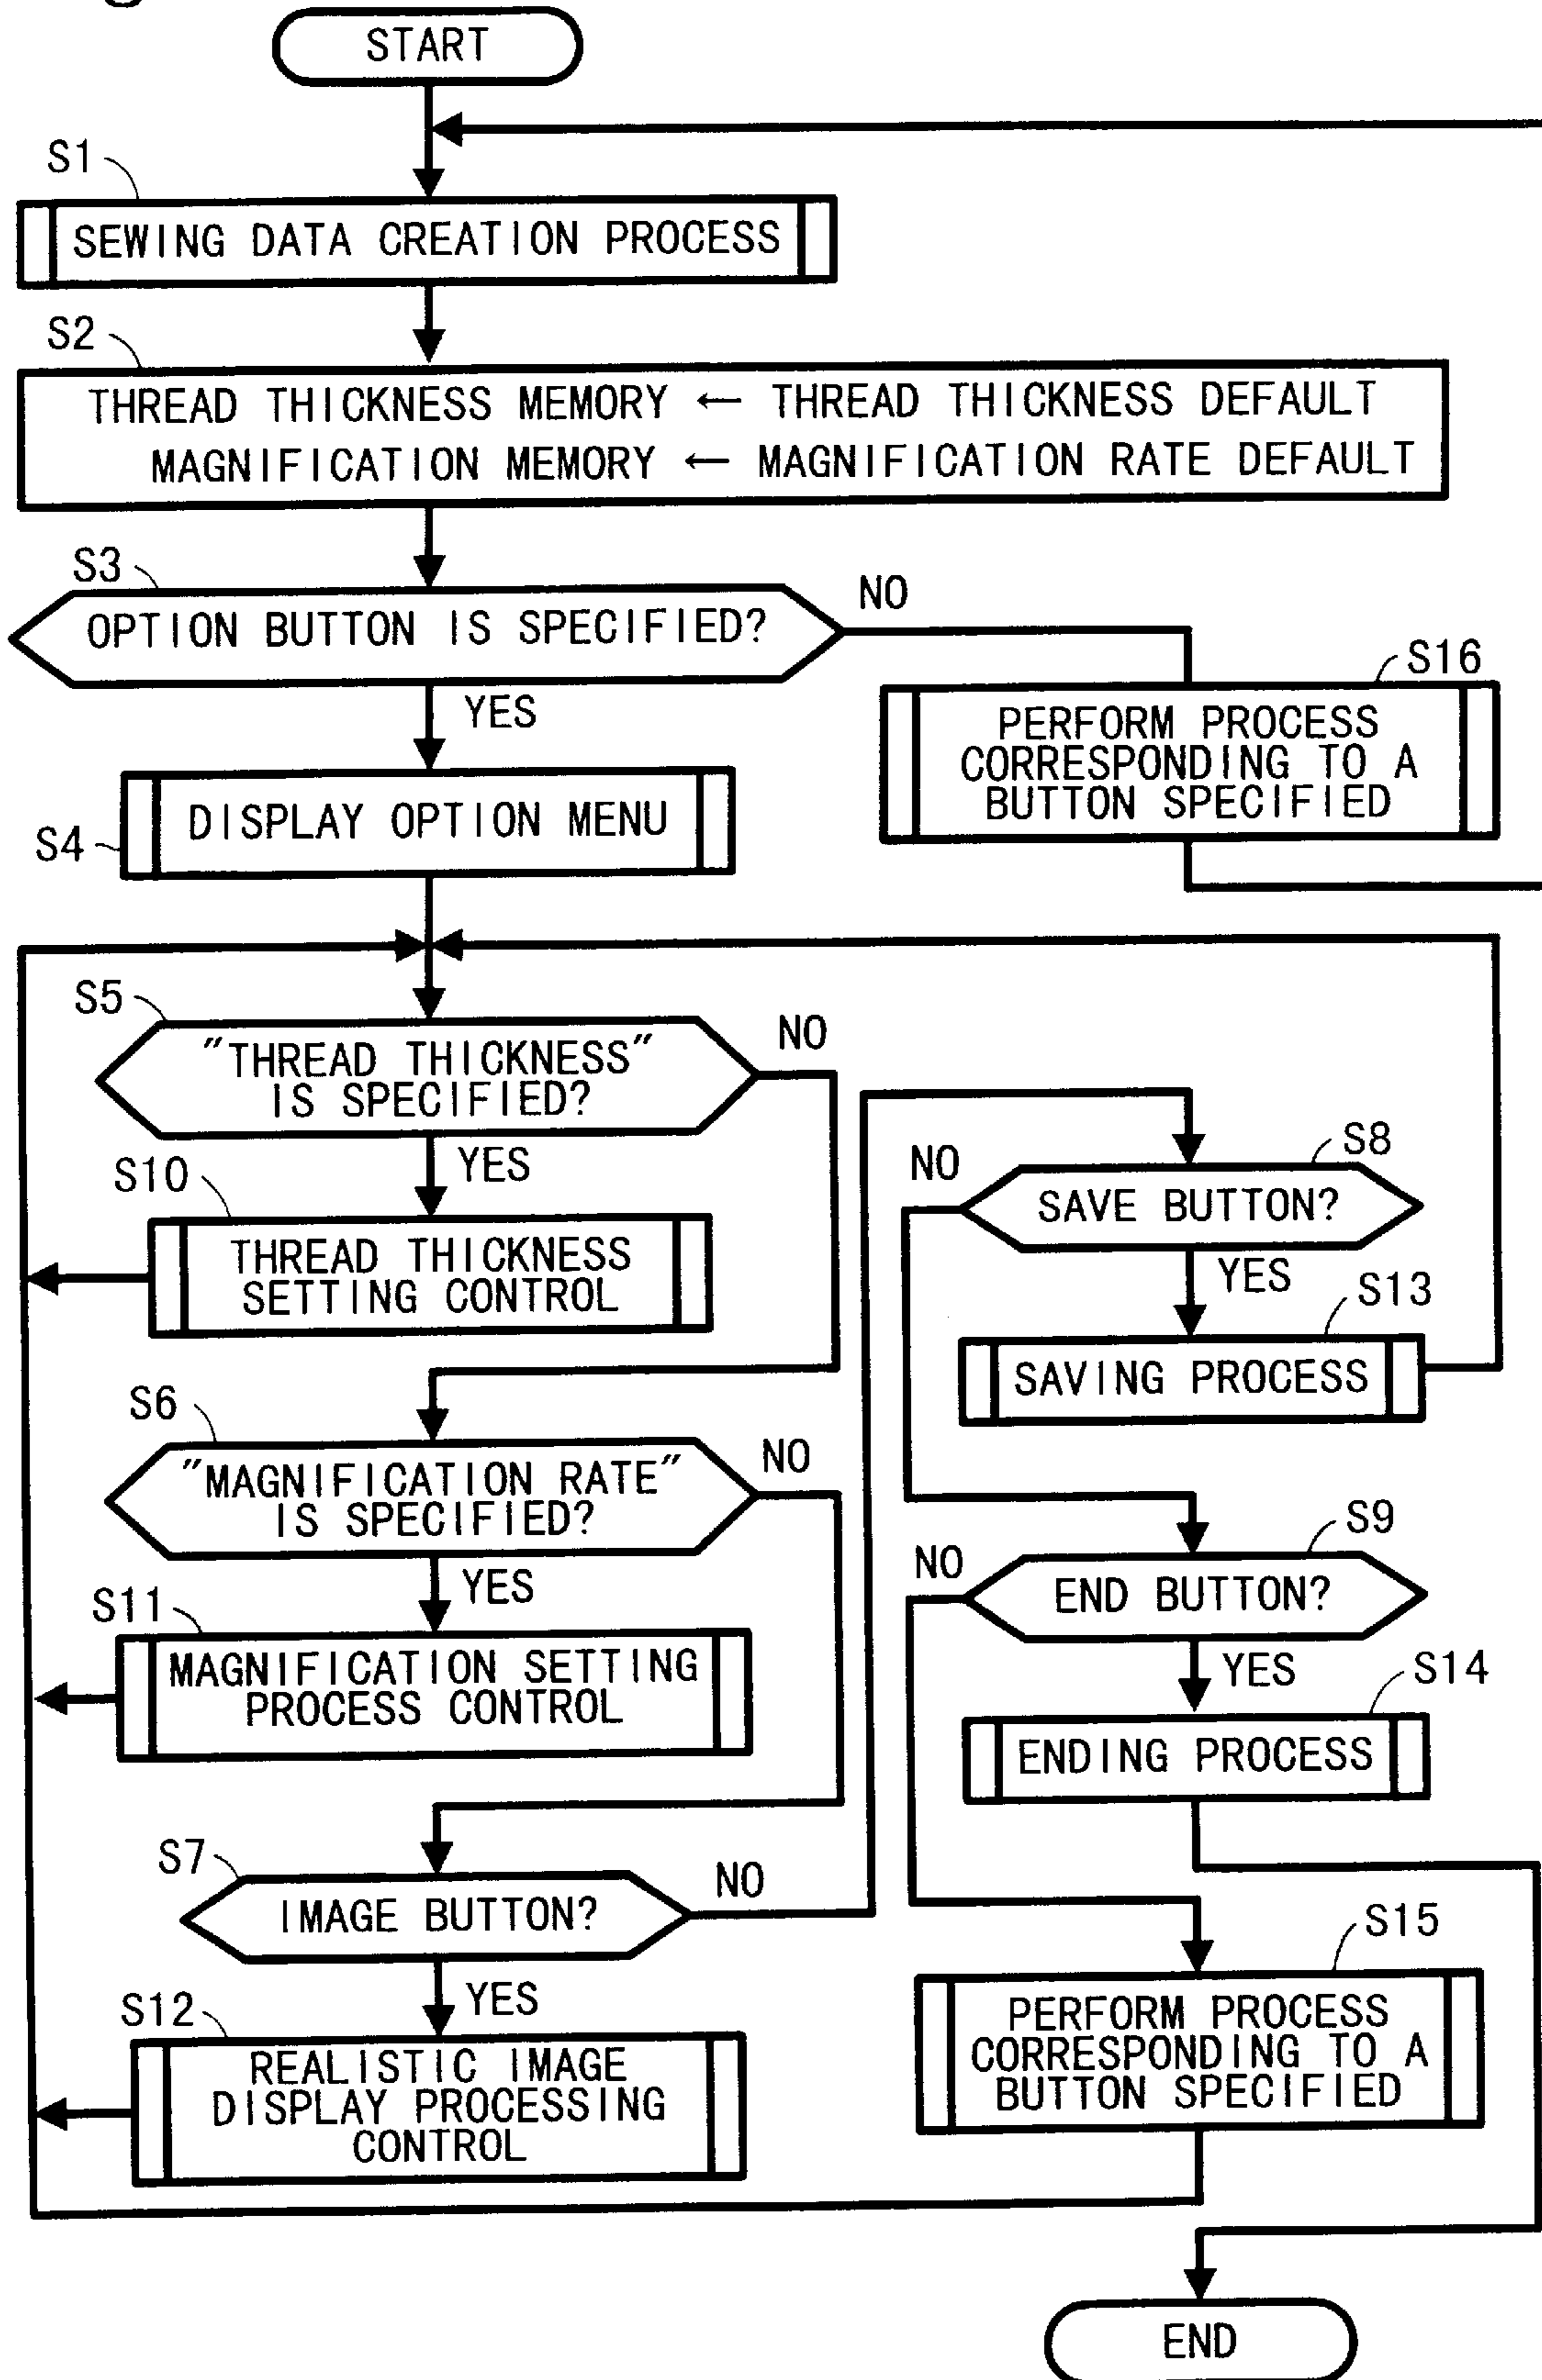 START
S1
SEWING DATA CREATION PROCESS
S2
THREAD THICKNESS MEMORY ← THREAD THICKNESS DEFAULT
MAGNIFICATION MEMORY ← MAGNIFICATION RATE DEFAULT
S3
OPTION BUTTON IS SPECIFIED?
NO
YES
S16
PERFORM PROCESS
CORRESPONDING TO A
BUTTON SPECIFIED
S4
DISPLAY OPTION MENU
S5
"THREAD THICKNESS"
IS SPECIFIED?
NO
YES
S10
THREAD THICKNESS
SETTING CONTROL
S6
"MAGNIFICATION RATE"
IS SPECIFIED?
NO
YES
S11
MAGNIFICATION SETTING
PROCESS CONTROL
S7
IMAGE BUTTON?
NO
YES
S12
REALISTIC IMAGE
DISPLAY PROCESSING
CONTROL
S8
SAVE BUTTON?
NO
YES
S13
SAVING PROCESS
S9
END BUTTON?
NO
YES
S14
ENDING PROCESS
S15
PERFORM PROCESS
CORRESPONDING TO A
BUTTON SPECIFIED
END